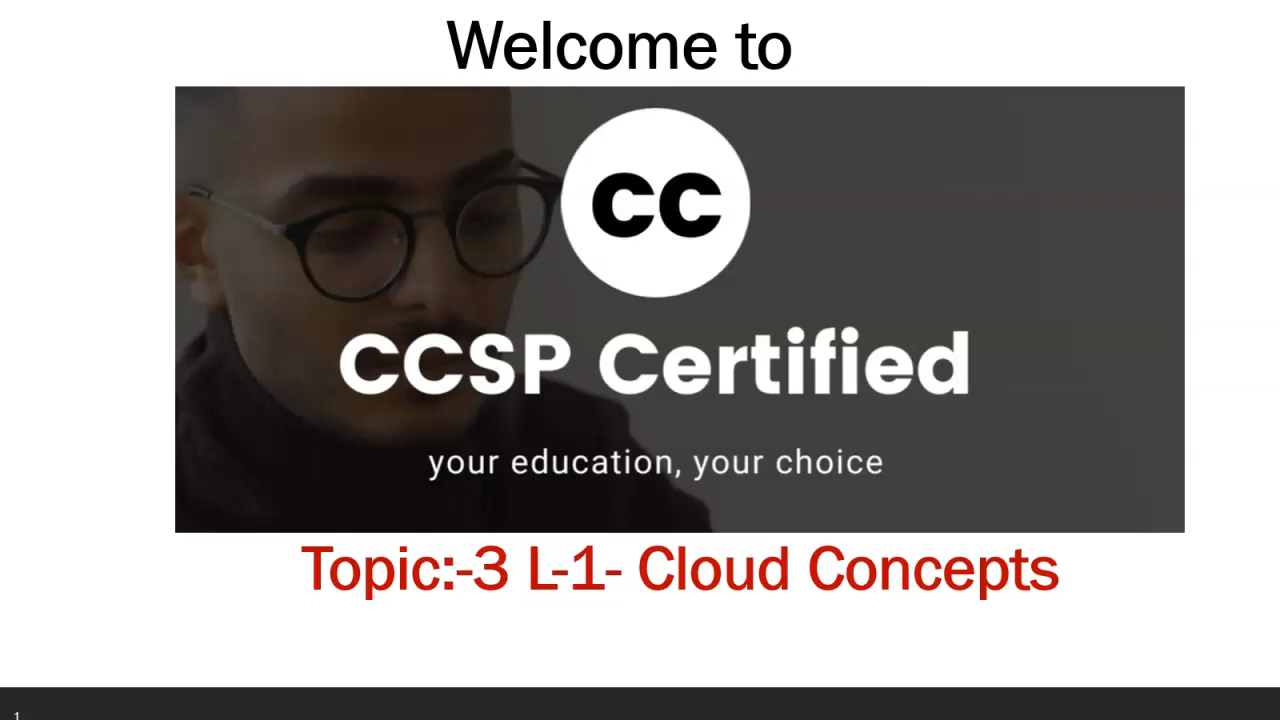 Welcome to
CC
CCSP Certified
your education, your choice
Topic:-3 L-1- Cloud Concepts
1